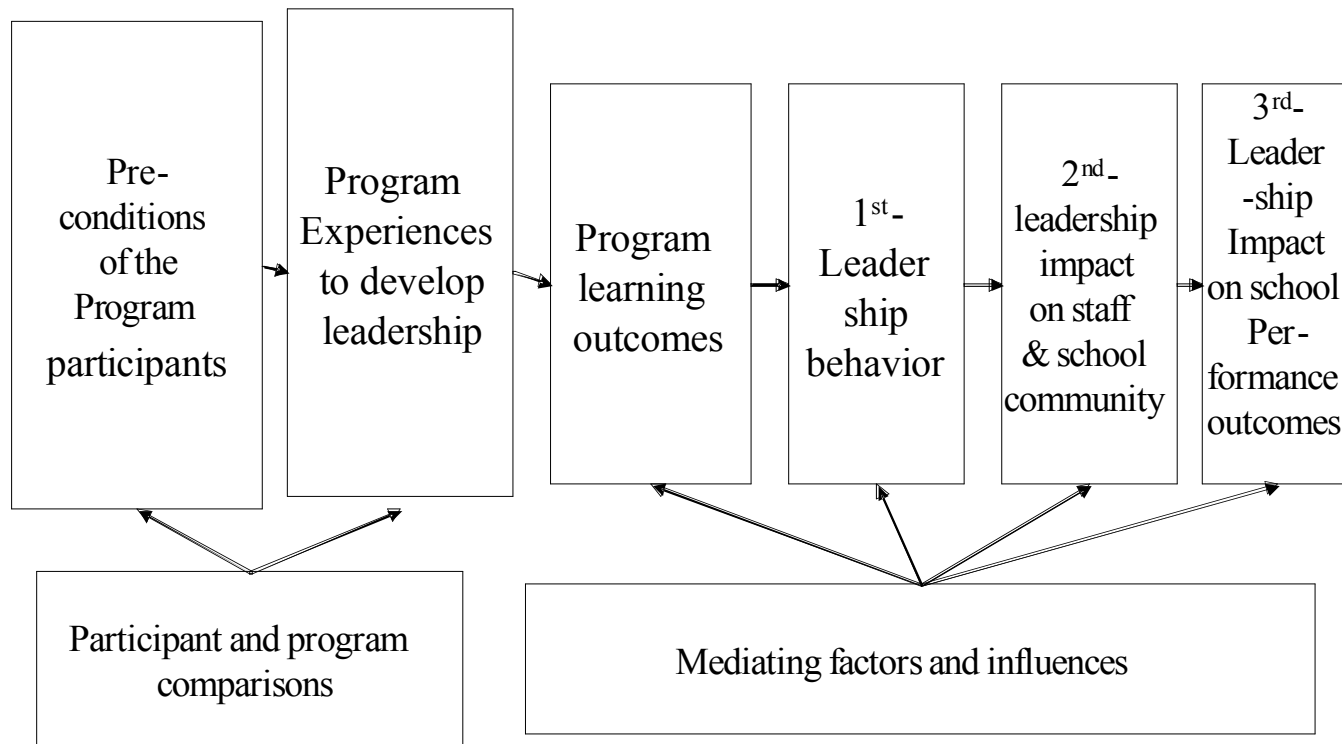 Pre-
conditions
of the
Program
participants
Program
Experiences
to develop
leadership
Program
learning
outcomes
1st-
Leader
ship
behavior
2nd-
leadership
impact
on staff
& school
community
3rd-
Leader
-ship
Impact
on school
Per-
formance
outcomes
Participant and program
comparisons
Mediating factors and influences